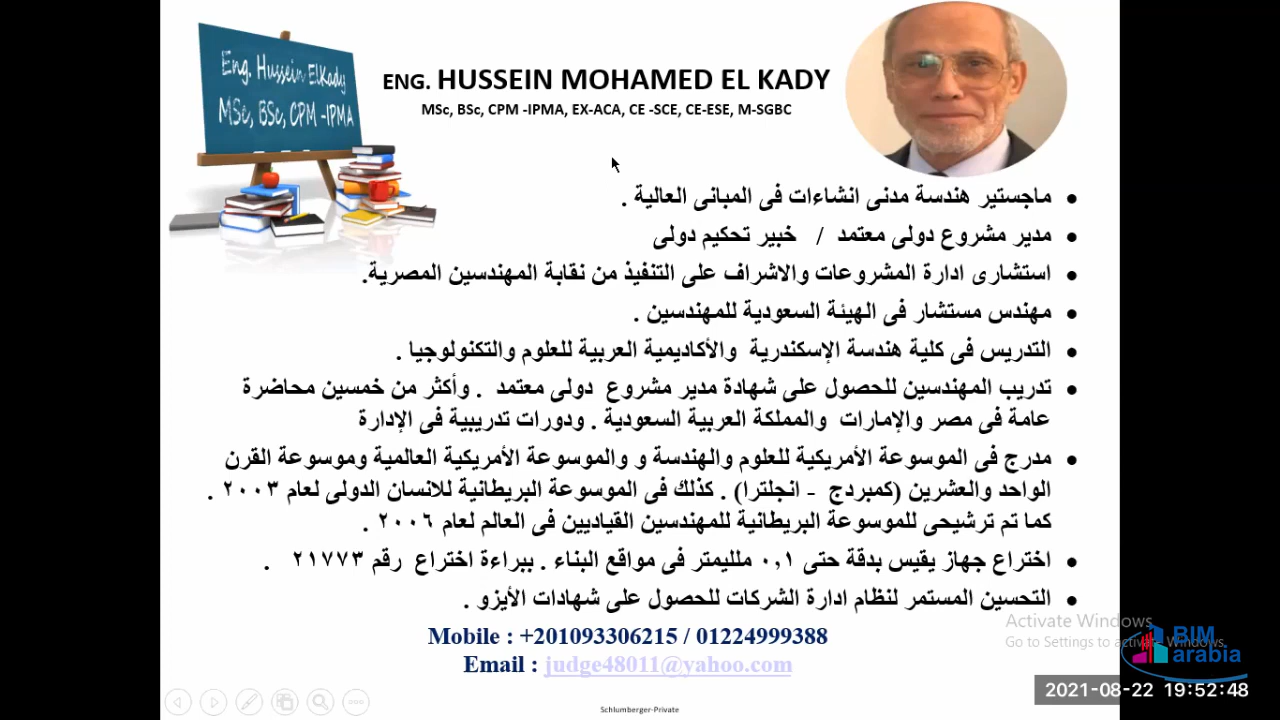 Eng. Hussein ElKady
MSc, BSc, CPM -IPMA
ENG. HUSSEIN MOHAMED EL KADY
MSc, BSc, CPM -IPMA, EX-ACA, CE -SCE, CE-ESE, M-SGBC
• ماجستير هندسة مدنى انشاءات فى المبانى العالية .
• مدير مشروع دولى معتمد / خبير تحكيم دولى
• استشارى ادارة المشروعات والاشراف على التنفيذ من نقابة المهندسين المصرية.
• مهندس مستشار فى الهيئة السعودية للمهندسين .
• التدريس فى كلية هندسة الإسكندرية والأكاديمية العربية للعلوم والتكنولوجيا .
• تدريب المهندسين للحصول على شهادة مدير مشروع دولى معتمد . وأكثر من خمسين محاضرة
عامة فى مصر والإمارات والمملكة العربية السعودية . ودورات تدريبية فى الإدارة
• مدرج فى الموسوعة الأمريكية للعلوم والهندسة و والموسوعة الأمريكية العالمية وموسوعة القرن
الواحد والعشرين (كمبردج - انجلترا) . كذلك فى الموسوعة البريطانية للانسان الدولى لعام ٢٠٠٣ .
كما تم ترشيحى للموسوعة البريطانية للمهندسين القياديين فى العالم لعام ٢٠٠٦ .
• اختراع جهاز يقيس بدقة حتى ٠,١ ملليمتر فى مواقع البناء . ببراءة اختراع رقم ٢١٧٧٣ .
• التحسين المستمر لنظام ادارة الشركات للحصول على شهادات الأيزو .
Mobile : +201093306215 / 01224999388
Email : judge48011@yahoo.com
Activate Windows
Go to Settings to activate Windows.
BIM
arabia
2021-08-22 19:52:48
Schlumberger-Private